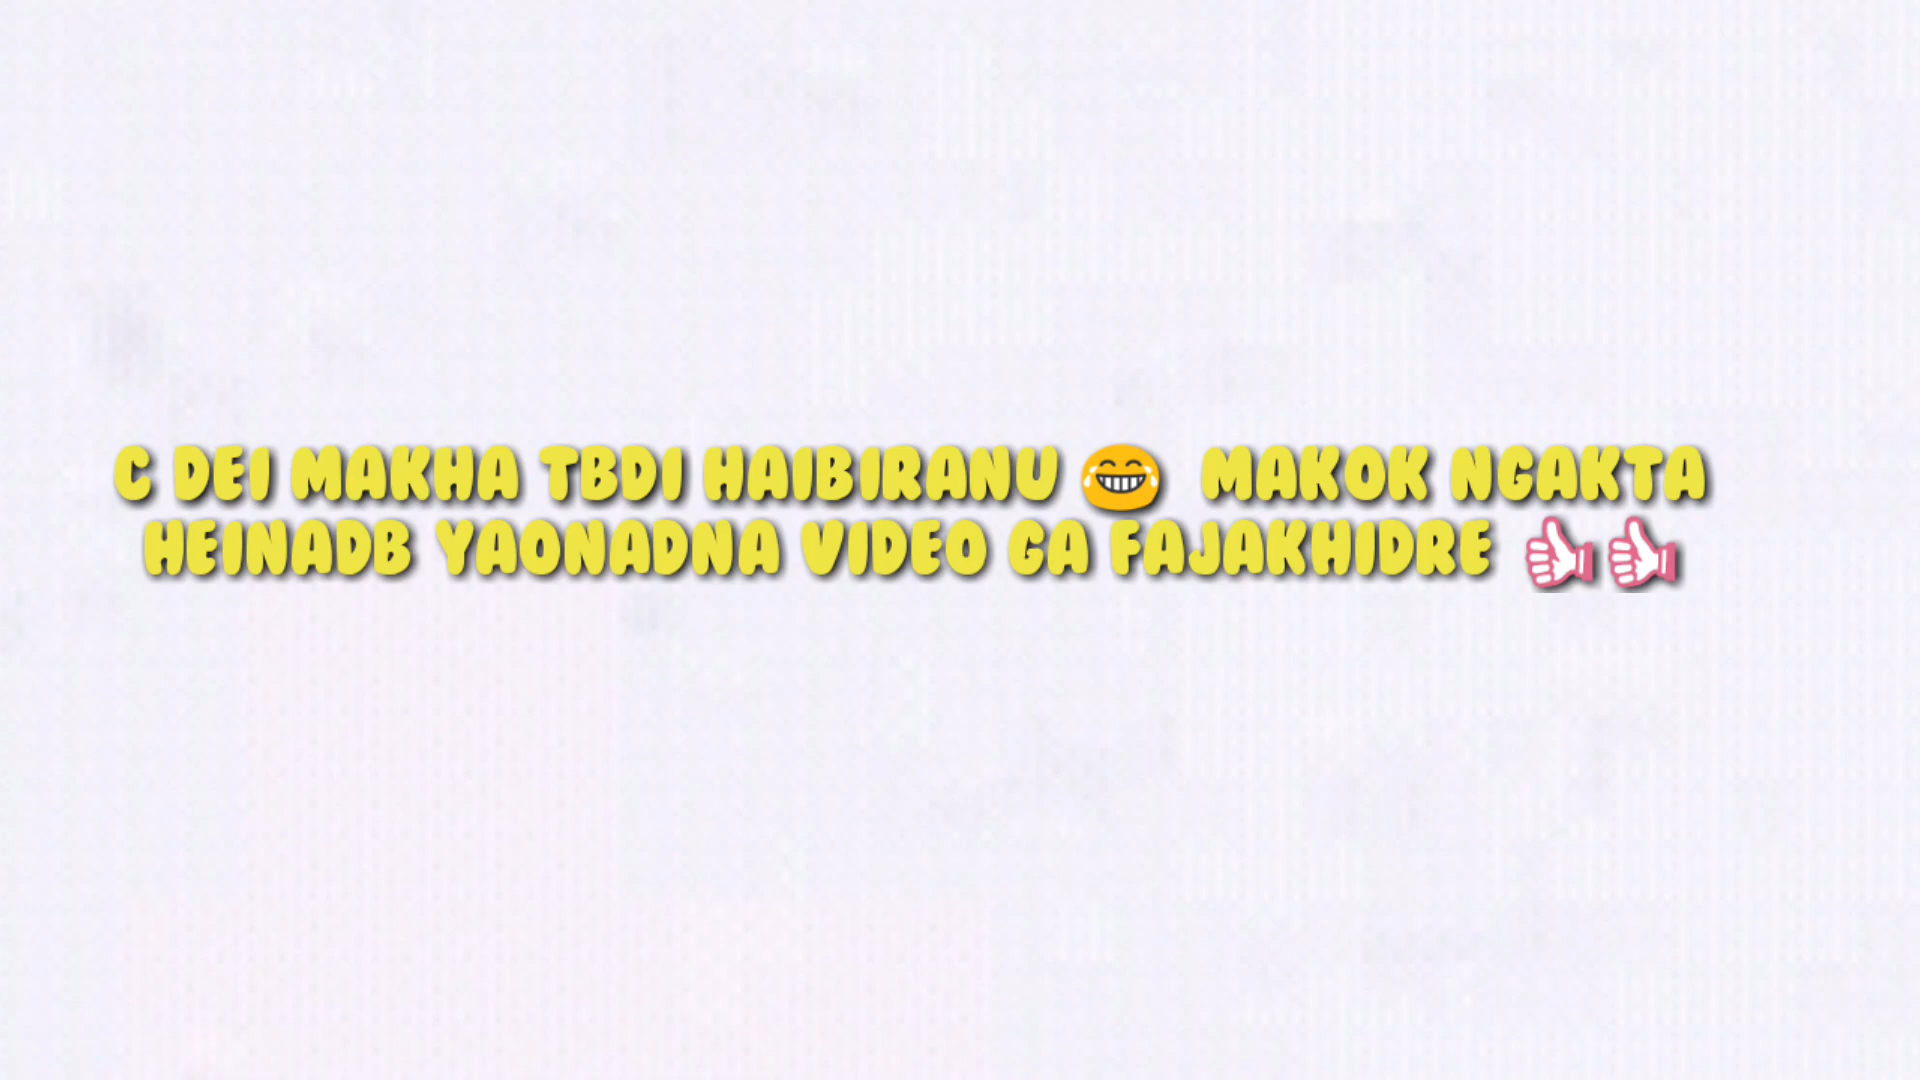 C DEI MAKHA TBDI HAIBIRANU 😂 MAKOK NGAKTA
HEINADB YAONADNA VIDEO GA FAJAKHIDRE 👍👍